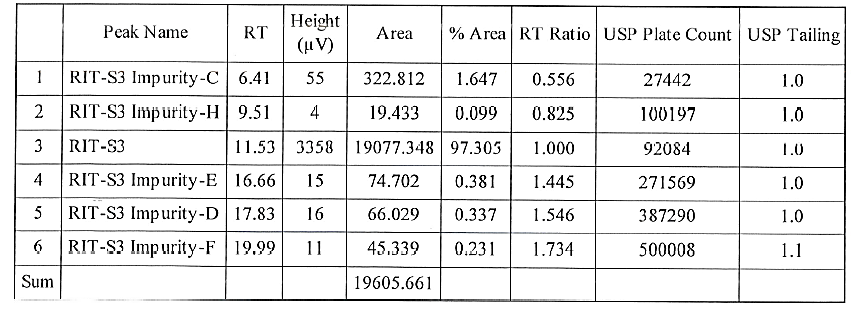 Peak Name RT Height (µV) Area % Area RT Ratio USP Plate Count USP Tailing
1 RIT-S3 Impurity-C 6.41 55 322.812 1.647 0.556 27442 1.0
2 RIT-S3 Impurity-H 9.51 4 19.433 0.099 0.825 100197 1.0
3 RIT-S3 11.53 3358 19077.348 97.305 1.000 92084 1.0
4 RIT-S3 Impurity-E 16.66 15 74.702 0.381 1.445 271569 1.0
5 RIT-S3 Impurity-D 17.83 16 66.029 0.337 1.546 387290 1.0
6 RIT-S3 Impurity-F 19.99 11 45.339 0.231 1.734 500008 1.1
Sum 19605.661